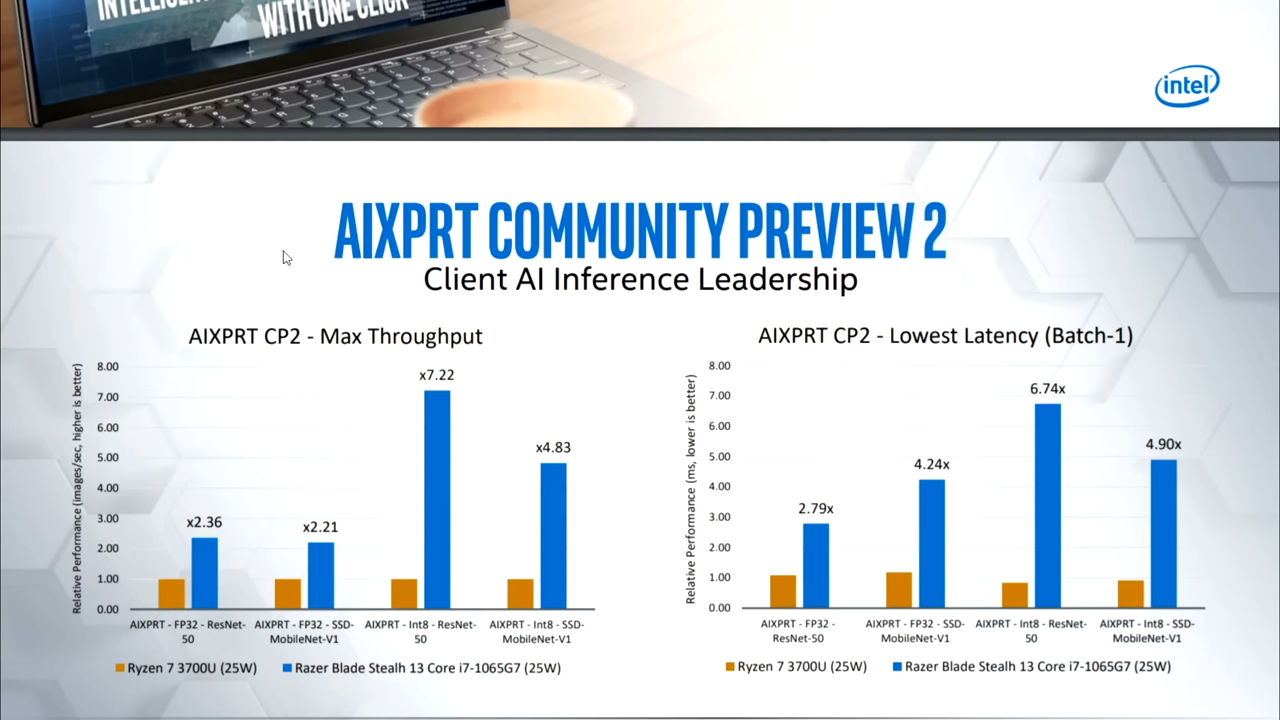 INTELLIGEN
WITH ONE CLICK
intel
AIXPRT COMMUNITY PREVIEW 2
Client AI Inference Leadership
AIXPRT CP2 - Max Throughput
Relative Performance (images/sec, higher is better)
8.00
7.00
6.00
5.00
4.00
3.00
2.00
1.00
0.00
x2.36
x2.21
x7.22
x4.83
AIXPRT - FP32 - ResNet-
50
AIXPRT - FP32 - SSD-
MobileNet-V1
AIXPRT - Int8 - ResNet-
50
AIXPRT - Int8 - SSD-
MobileNet-V1
Ryzen 7 3700U (25W)
Razer Blade Stealh 13 Core i7-1065G7 (25W)
AIXPRT CP2 - Lowest Latency (Batch-1)
Relative Performance (ms, lower is better)
8.00
7.00
6.00
5.00
4.00
3.00
2.00
1.00
0.00
2.79x
4.24x
6.74x
4.90x
AIXPRT - FP32 -
ResNet-50
AIXPRT - FP32 - SSD-
MobileNet-V1
AIXPRT - Int8 - ResNet-
50
AIXPRT - Int8 - SSD-
MobileNet-V1
Ryzen 7 3700U (25W)
Razer Blade Stealh 13 Core i7-1065G7 (25W)